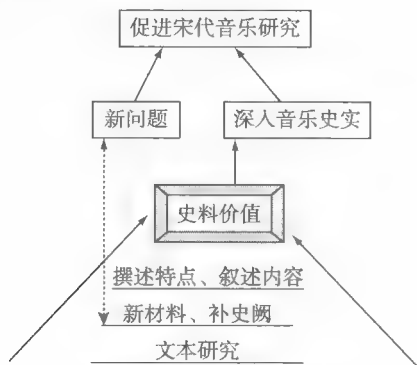 促进宋代音乐研究
新问题
深入音乐史实
史料价值
撰述特点、叙述内容
新材料、补史阙
文本研究